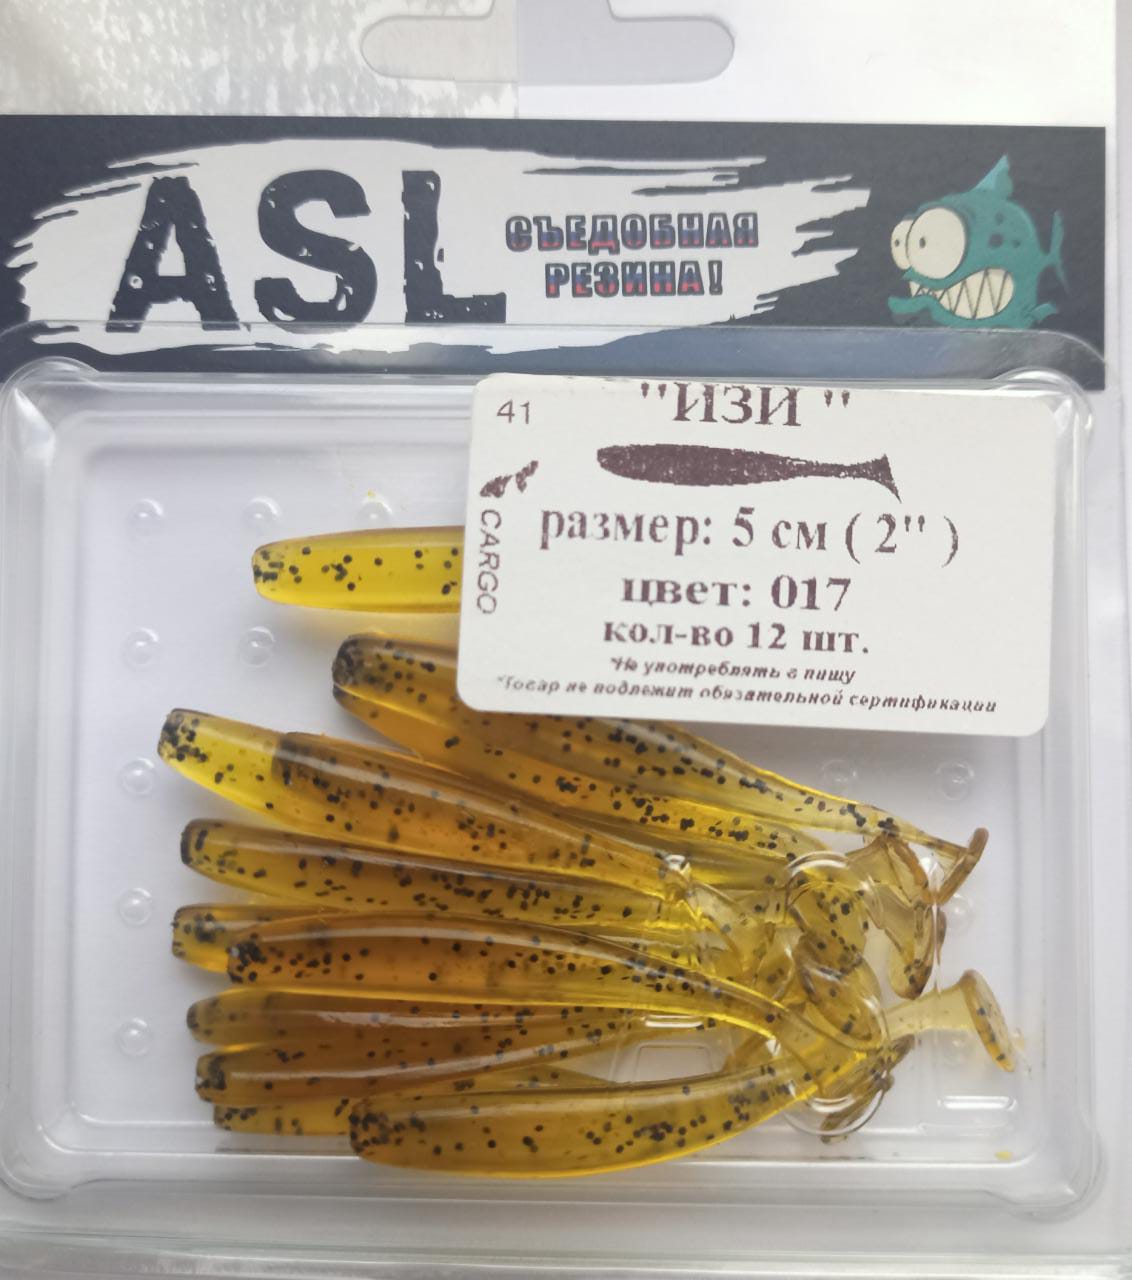 ASL
СЪЕДОБНАЯ
РЕЗИНА!
41
"ИЗИ "
CARGO
размер: 5 см ( 2" )
цвет: 017
кол-во 12 шт.
*Не употреблять в пищу
*Товар не подлежит обязательной сертификации